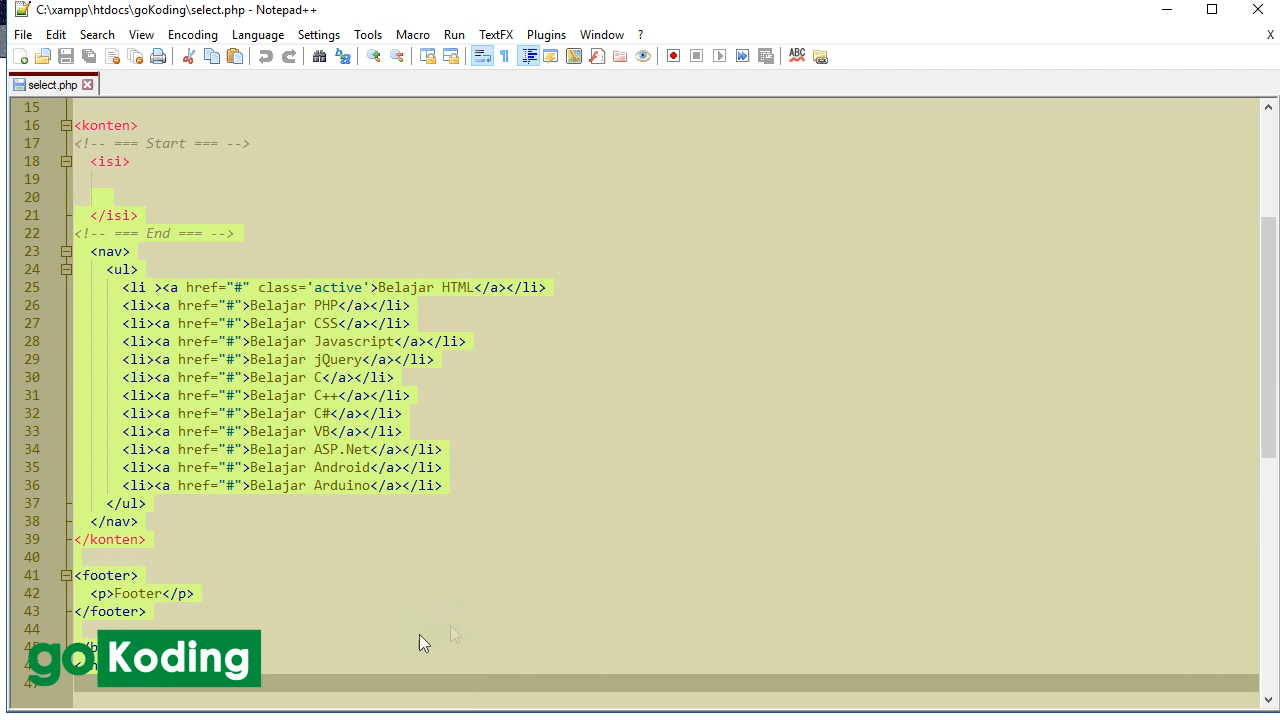 C:\xampp\htdocs\goKoding\select.php - Notepad++
File Edit Search View Encoding Language Settings Tools Macro Run TextFX Plugins Window ? X
ABC
select.php
15
16 <konten>
17 <!-- === Start === -->
18 <isi>
19
20
21 </isi>
22 <!-- === End === -->
23 <nav>
24 <ul>
25 <li ><a href="#" class='active'>Belajar HTML</a></li>
26 <li><a href="#">Belajar PHP</a></li>
27 <li><a href="#">Belajar CSS</a></li>
28 <li><a href="#">Belajar Javascript</a></li>
29 <li><a href="#">Belajar jQuery</a></li>
30 <li><a href="#">Belajar C</a></li>
31 <li><a href="#">Belajar C++</a></li>
32 <li><a href="#">Belajar C#</a></li>
33 <li><a href="#">Belajar VB</a></li>
34 <li><a href="#">Belajar ASP.Net</a></li>
35 <li><a href="#">Belajar Android</a></li>
36 <li><a href="#">Belajar Arduino</a></li>
37 </ul>
38 </nav>
39 </konten>
40
41 <footer>
42 <p>Footer</p>
43 </footer>
44
go Koding